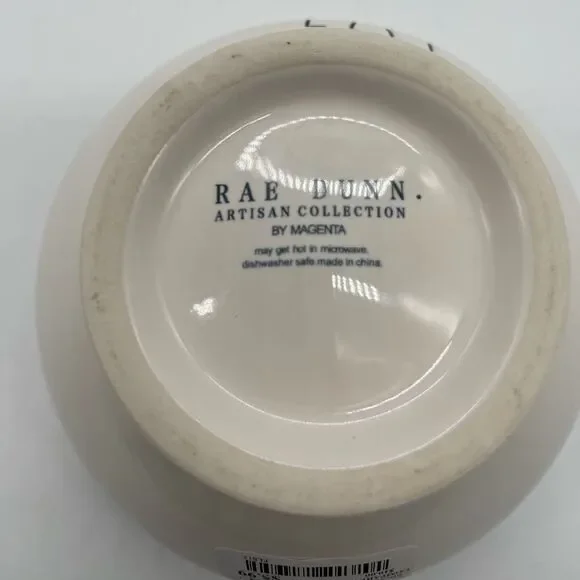 RAE DUNN.
ARTISAN COLLECTION
BY MAGENTA
may get hot in microwave.
dishwasher safe.made in china.